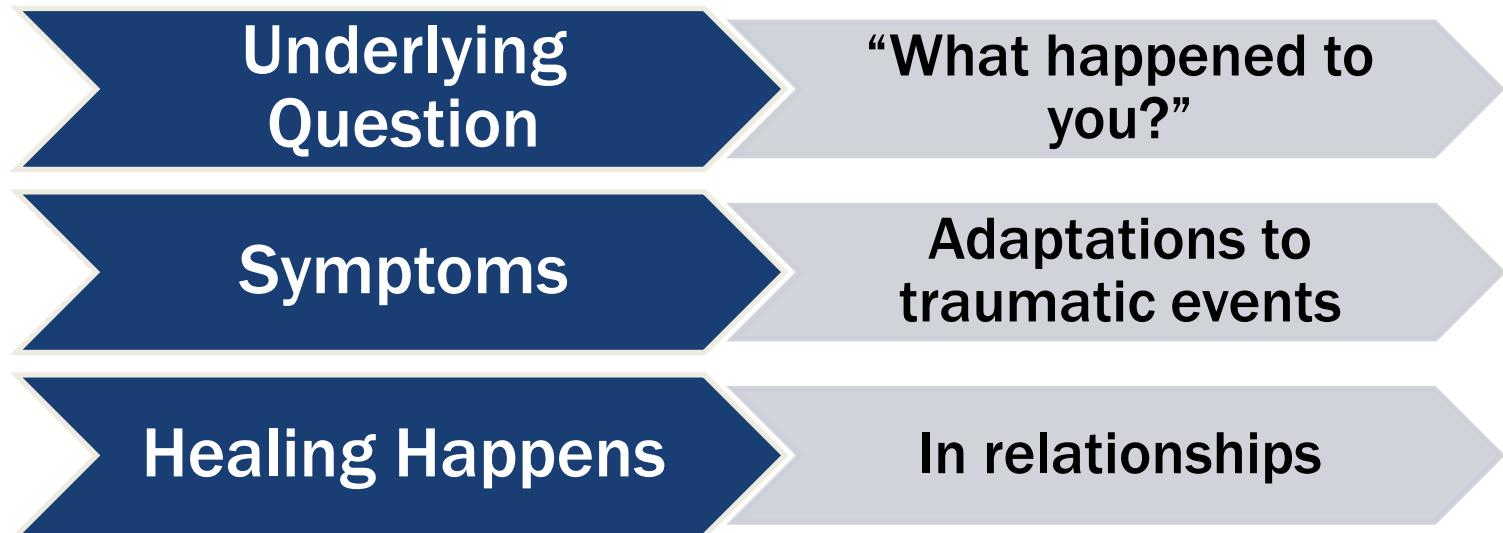 Underlying
Question
“What happened to
you?”
Symptoms
Adaptations to
traumatic events
Healing Happens
In relationships